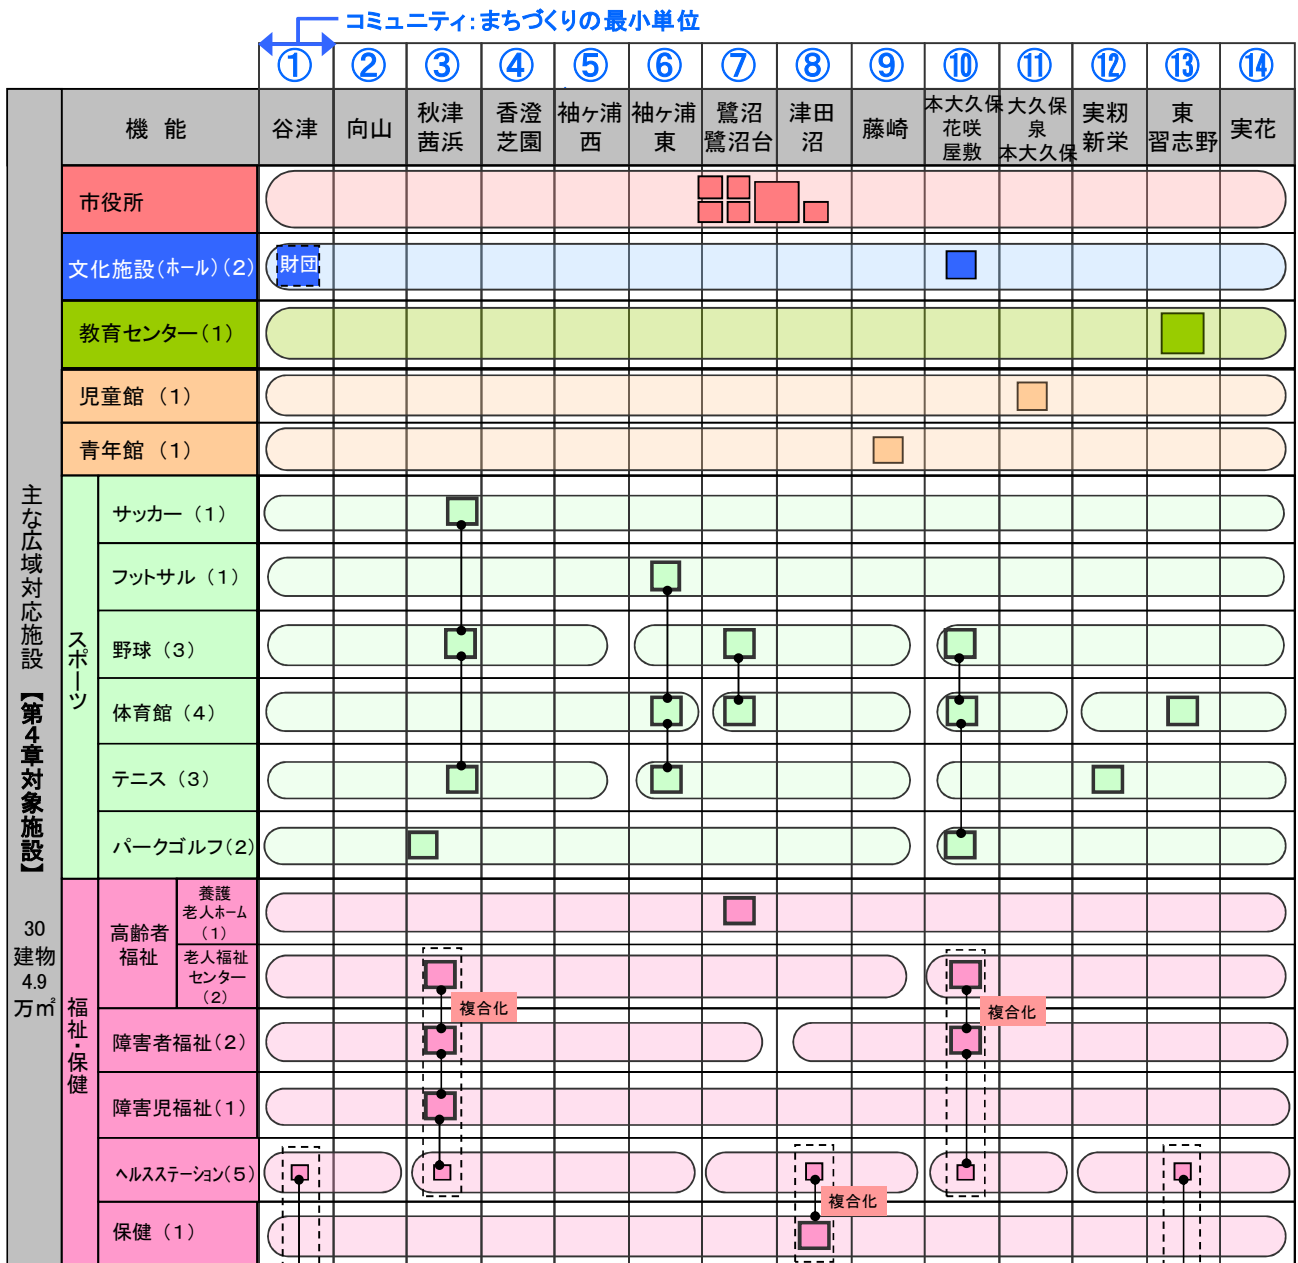 コミュニティ:まちづくりの最小単位
① ② ③ ④ ⑤ ⑥ ⑦ ⑧ ⑨ ⑩ ⑪ ⑫ ⑬ ⑭
機 能
谷津
向山
秋津
茜浜
香澄
芝園
袖ヶ浦
西
袖ヶ浦
東
鷺沼
鷺沼台
津田
沼
藤崎
本大久保
花咲
屋敷
大久保
泉
本大久保
実籾
新栄
東
習志野
実花
主な広域対応施設
【第4章対象施設】
30
建物
4.9
万㎡
市役所
文化施設(ホール)(2)
財団
教育センター(1)
児童館 (1)
青年館 (1)
スポーツ
サッカー (1)
フットサル (1)
野球 (3)
体育館 (4)
テニス (3)
パークゴルフ(2)
福祉・保健
高齢者
福祉
養護
老人ホーム
(1)
老人福祉
センター
(2)
複合化
複合化
障害者福祉(2)
障害児福祉(1)
ヘルスステーション(5)
複合化
保健 (1)